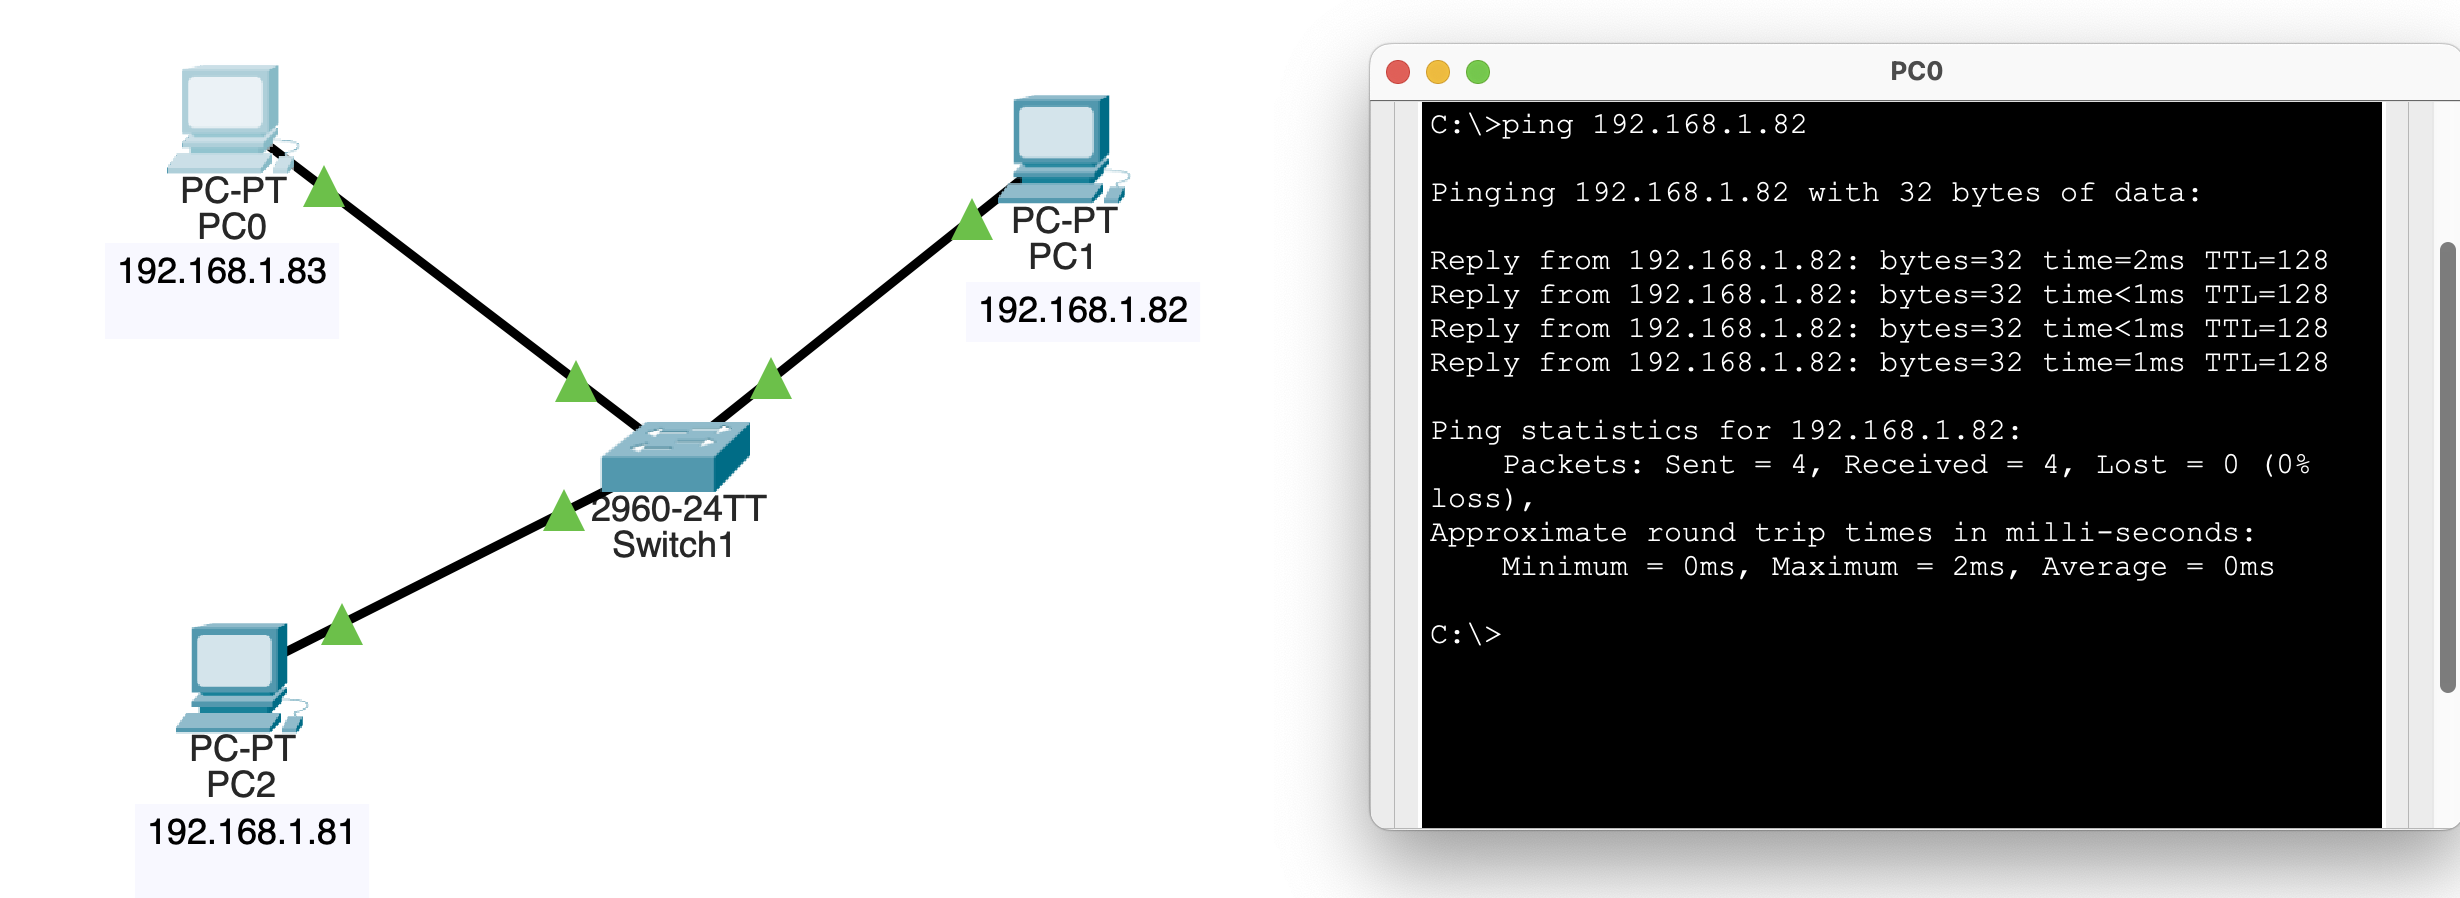 PC-PT
PC0
192.168.1.83
PC-PT
PC1
192.168.1.82
2960-24TT
Switch1
PC-PT
PC2
192.168.1.81
PC0
C:\>ping 192.168.1.82
Pinging 192.168.1.82 with 32 bytes of data:
Reply from 192.168.1.82: bytes=32 time=2ms TTL=128
Reply from 192.168.1.82: bytes=32 time<1ms TTL=128
Reply from 192.168.1.82: bytes=32 time<1ms TTL=128
Reply from 192.168.1.82: bytes=32 time=1ms TTL=128
Ping statistics for 192.168.1.82:
Packets: Sent = 4, Received = 4, Lost = 0 (0%
loss),
Approximate round trip times in milli-seconds:
Minimum = 0ms, Maximum = 2ms, Average = 0ms
C:\>